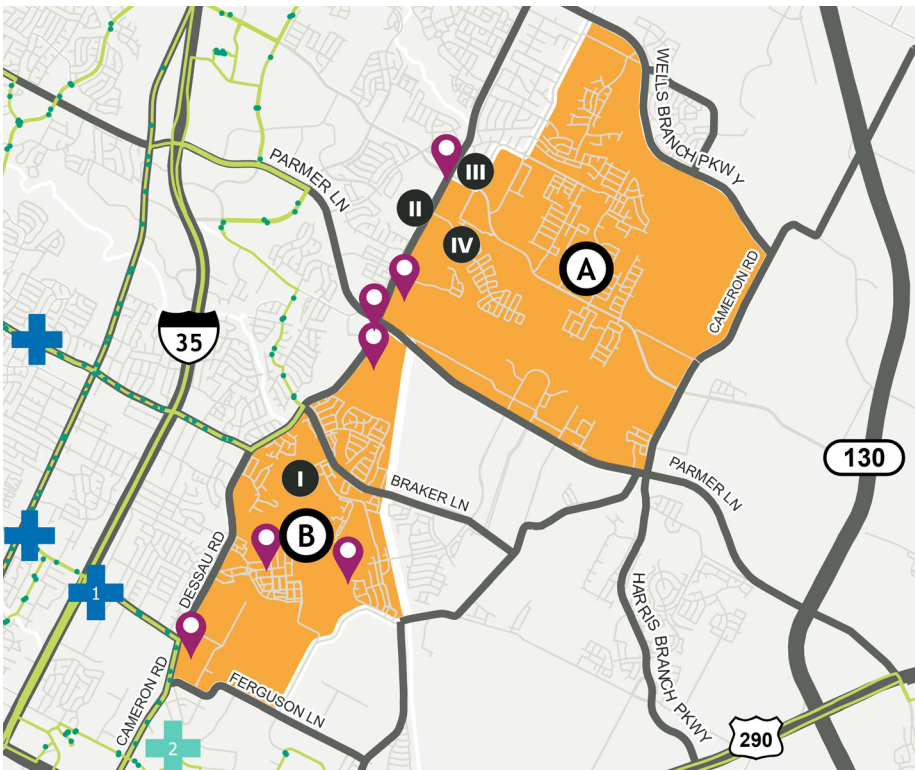 WELLS BRANCH PKWY
PARMER LN
III
II
IV
A
CAMERON RD
35
130
I
BRAKER LN
PARMER LN
B
DESSAU RD
1
HARRIS BRANCH PKWY
CAMERON RD
FERGUSON LN
2
290